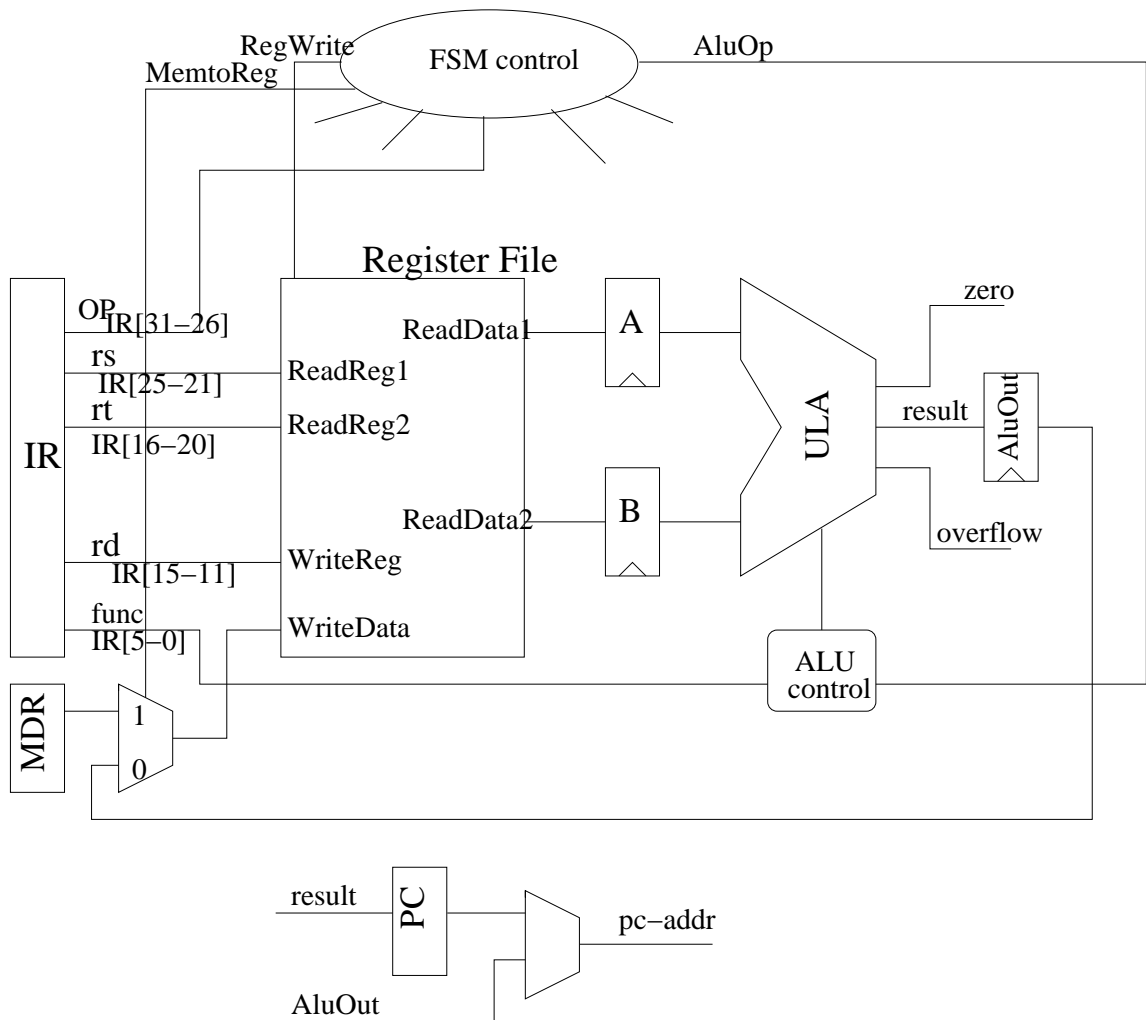 RegWrite
FSM control
AluOp
MemtoReg
Register File
OP
IR[31−26]
ReadData1
A
zero
rs
IR[25−21]
ReadReg1
rt
IR[16−20]
ReadReg2
IR
ULA
result
AluOut
ReadData2
B
overflow
rd
IR[15−11]
WriteReg
func
IR[5−0]
WriteData
ALU
control
MDR
1
0
result
PC
pc−addr
AluOut